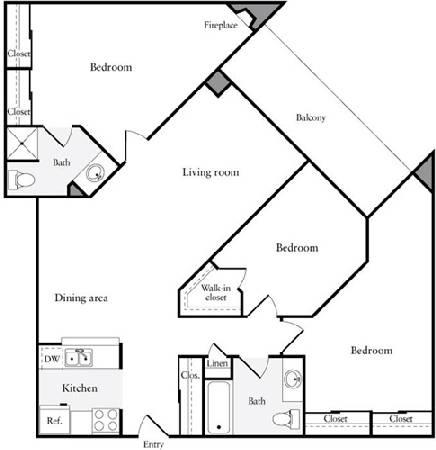 Fireplace
Closet
Bedroom
Closet
Balcony
Bath
Living room
Bedroom
Walk-in
closet
Dining area
Bedroom
DW
Linen
Clos.
Kitchen
Bath
Ref.
Closet
Closet
Entry